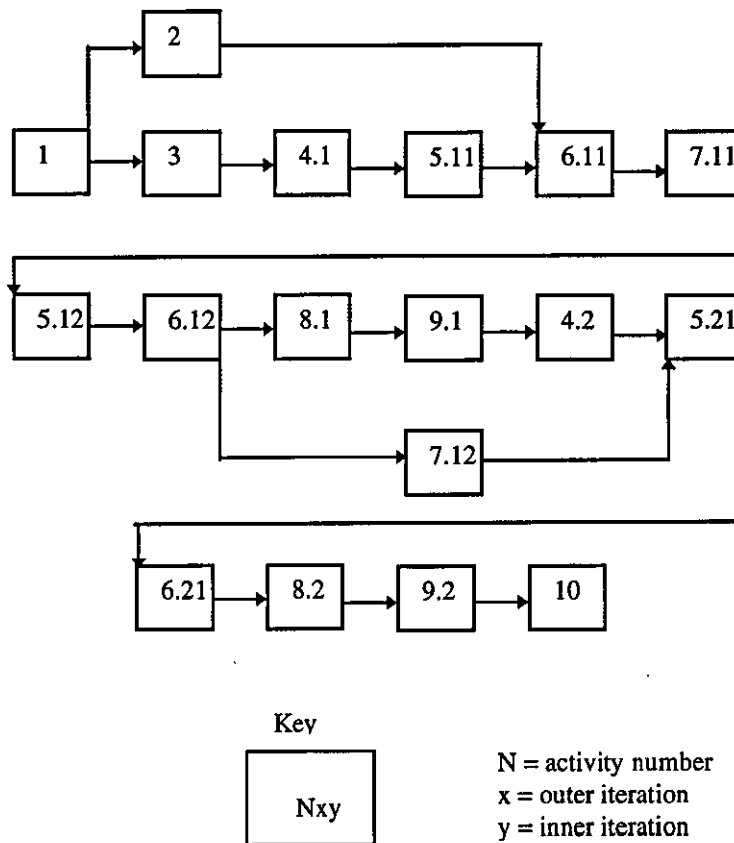 2
1 3 4.1 5.11 6.11 7.11
5.12 6.12 8.1 9.1 4.2 5.21
7.12
6.21 8.2 9.2 10
Key
Nxy
N = activity number
x = outer iteration
y = inner iteration